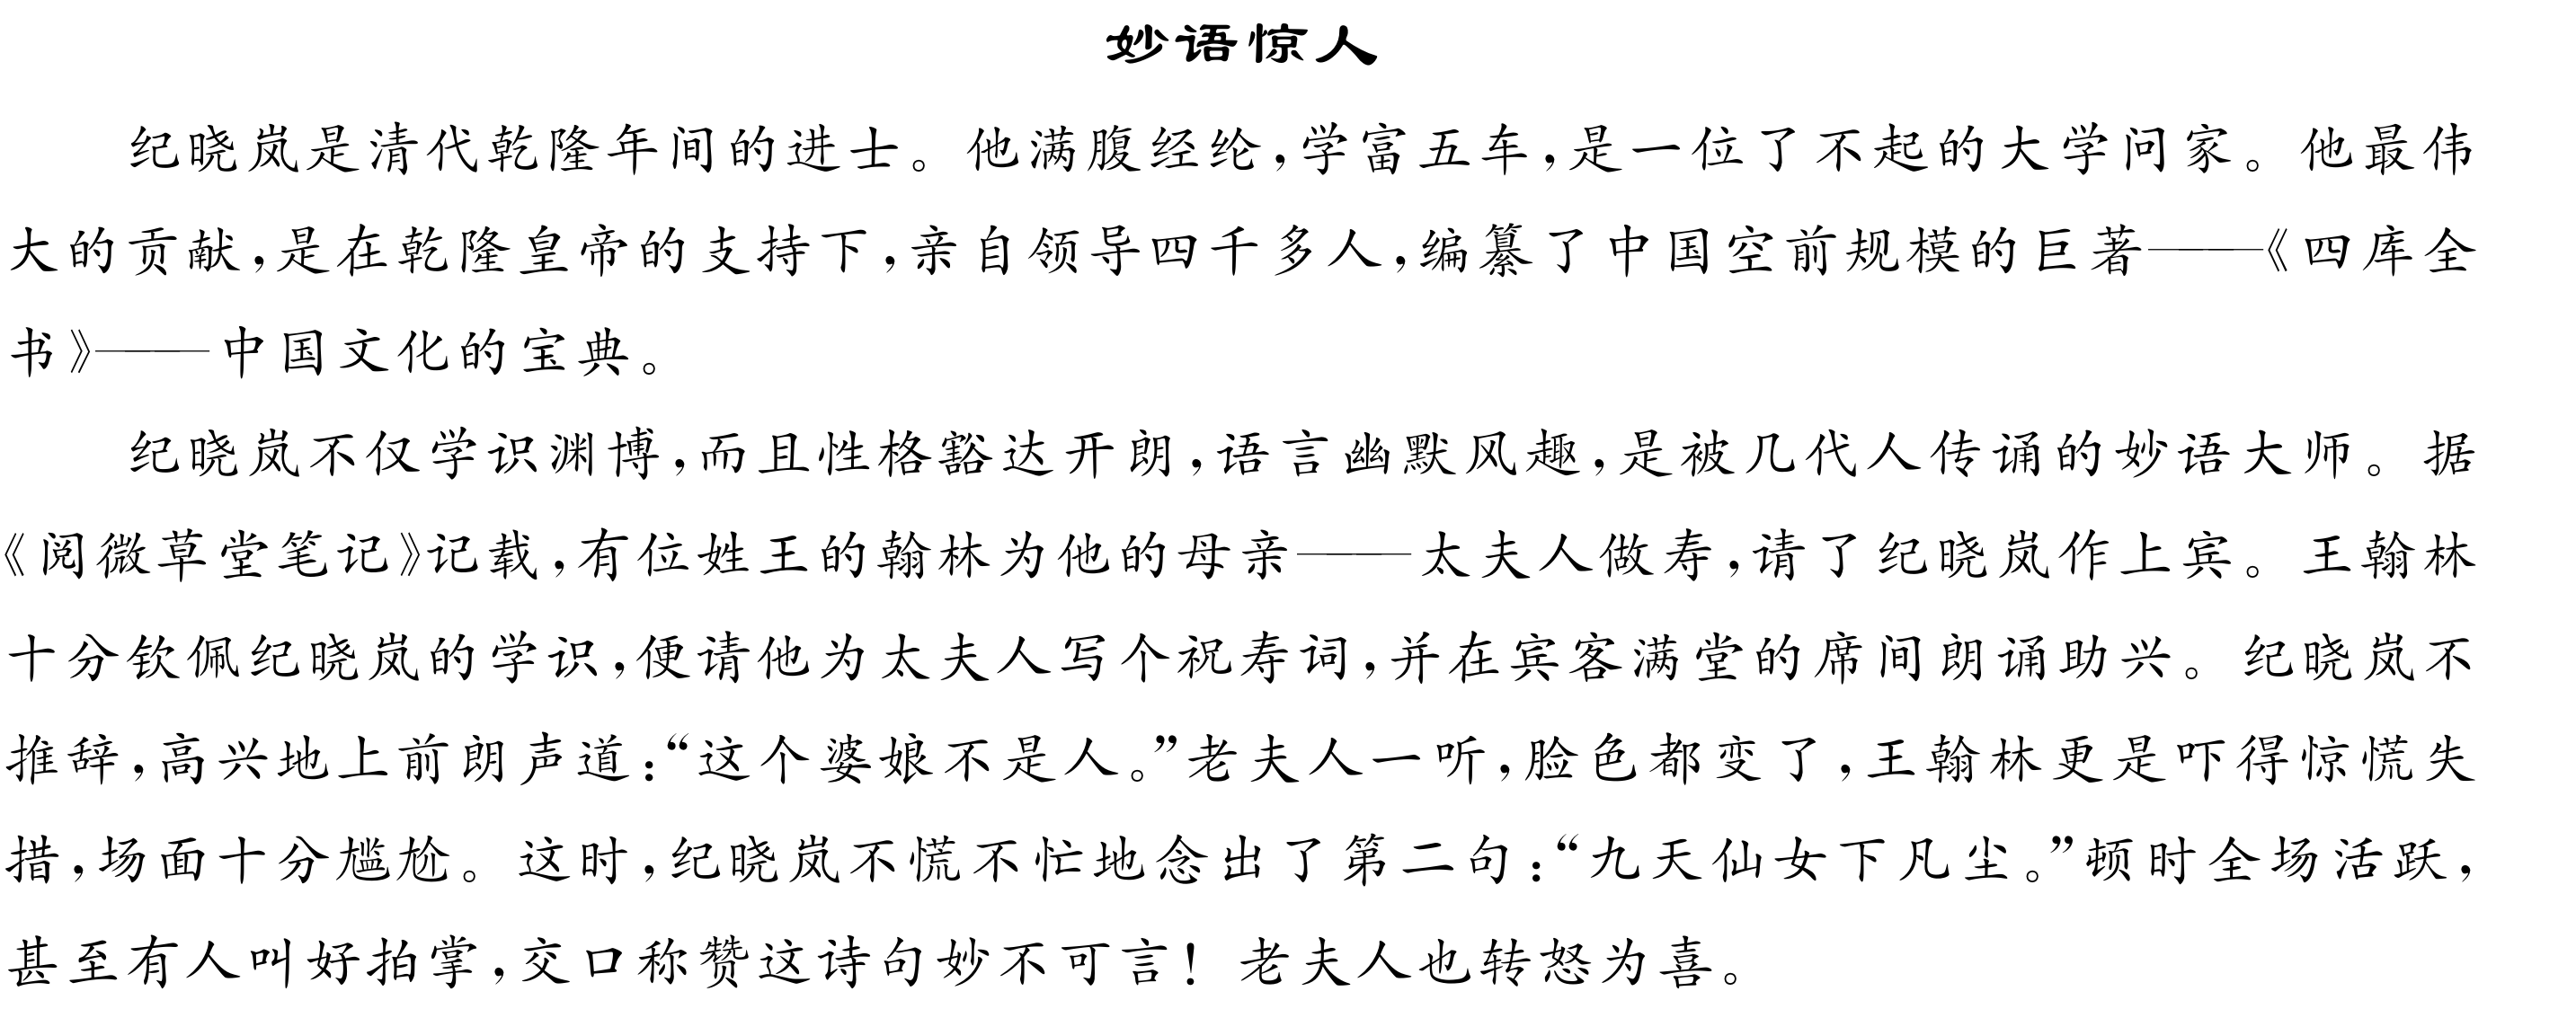 妙语惊人
纪晓岚是清代乾隆年间的进士。他满腹经纶,学富五车,是一位了不起的大学问家。他最伟
大的贡献,是在乾隆皇帝的支持下,亲自领导四千多人,编纂了中国空前规模的巨著——《四库全
书》——中国文化的宝典。
纪晓岚不仅学识渊博,而且性格豁达开朗,语言幽默风趣,是被几代人传诵的妙语大师。据
《阅微草堂笔记》记载,有位姓王的翰林为他的母亲——太夫人做寿,请了纪晓岚作上宾。王翰林
十分钦佩纪晓岚的学识,便请他为太夫人写个祝寿词,并在宾客满堂的席间朗诵助兴。纪晓岚不
推辞,高兴地上前朗声道:“这个婆娘不是人。”老夫人一听,脸色都变了,王翰林更是吓得惊慌失
措,场面十分尴尬。这时,纪晓岚不慌不忙地念出了第二句:“九天仙女下凡尘。”顿时全场活跃,
甚至有人叫好拍掌,交口称赞这诗句妙不可言!老夫人也转怒为喜。